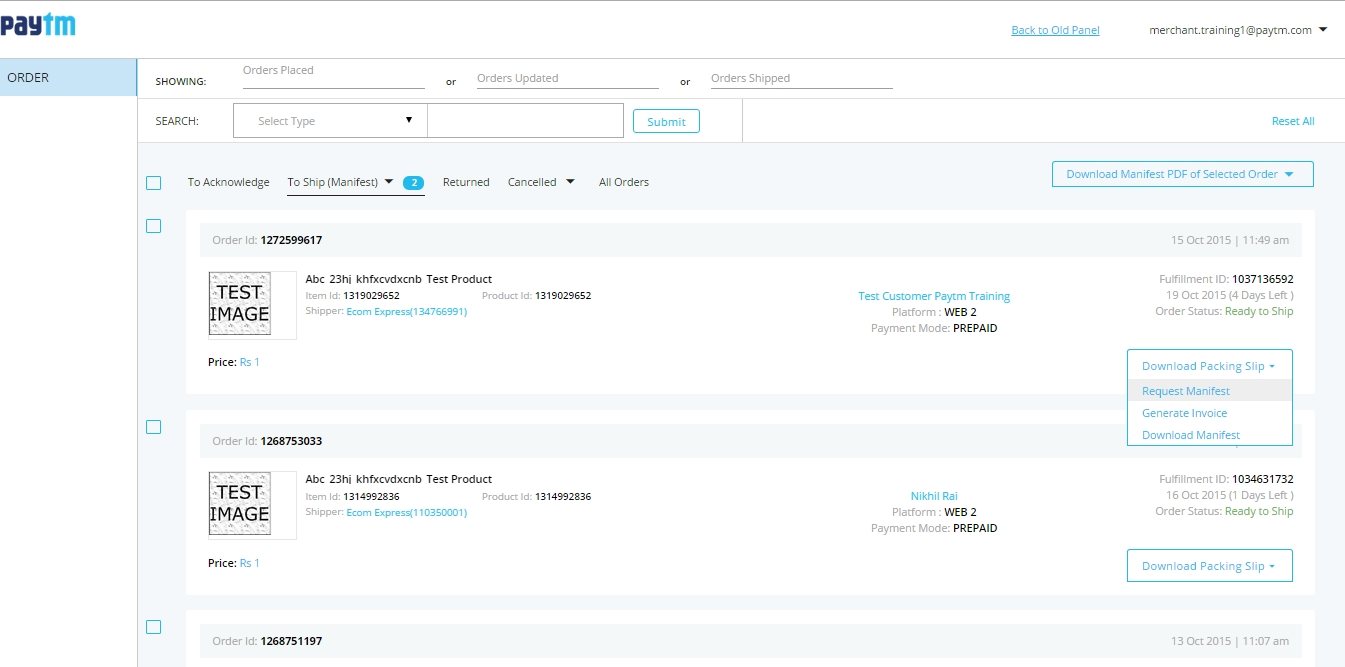 paytm
Back to Old Panel merchant.training1@paytm.com
ORDER
SHOWING: Orders Placed or Orders Updated or Orders Shipped
SEARCH: Select Type Submit Reset All
To Acknowledge To Ship (Manifest) 2 Returned Cancelled All Orders Download Manifest PDF of Selected Order
Order Id: 1272599617 15 Oct 2015 | 11:49 am
TEST IMAGE
Abc 23hj khfxcvdxcnb Test Product
Item Id: 1319029652 Product Id: 1319029652
Shipper: Ecom Express(134766991)
Test Customer Paytm Training
Platform : WEB 2
Payment Mode: PREPAID
Fulfillment ID: 1037136592
19 Oct 2015 (4 Days Left )
Order Status: Ready to Ship
Price: Rs 1
Download Packing Slip
Request Manifest
Generate Invoice
Download Manifest
Order Id: 1268753033
TEST IMAGE
Abc 23hj khfxcvdxcnb Test Product
Item Id: 1314992836 Product Id: 1314992836
Shipper: Ecom Express(110350001)
Nikhil Rai
Platform : WEB 2
Payment Mode: PREPAID
Fulfillment ID: 1034631732
16 Oct 2015 (1 Days Left )
Order Status: Ready to Ship
Price: Rs 1
Download Packing Slip
Order Id: 1268751197 13 Oct 2015 | 11:07 am